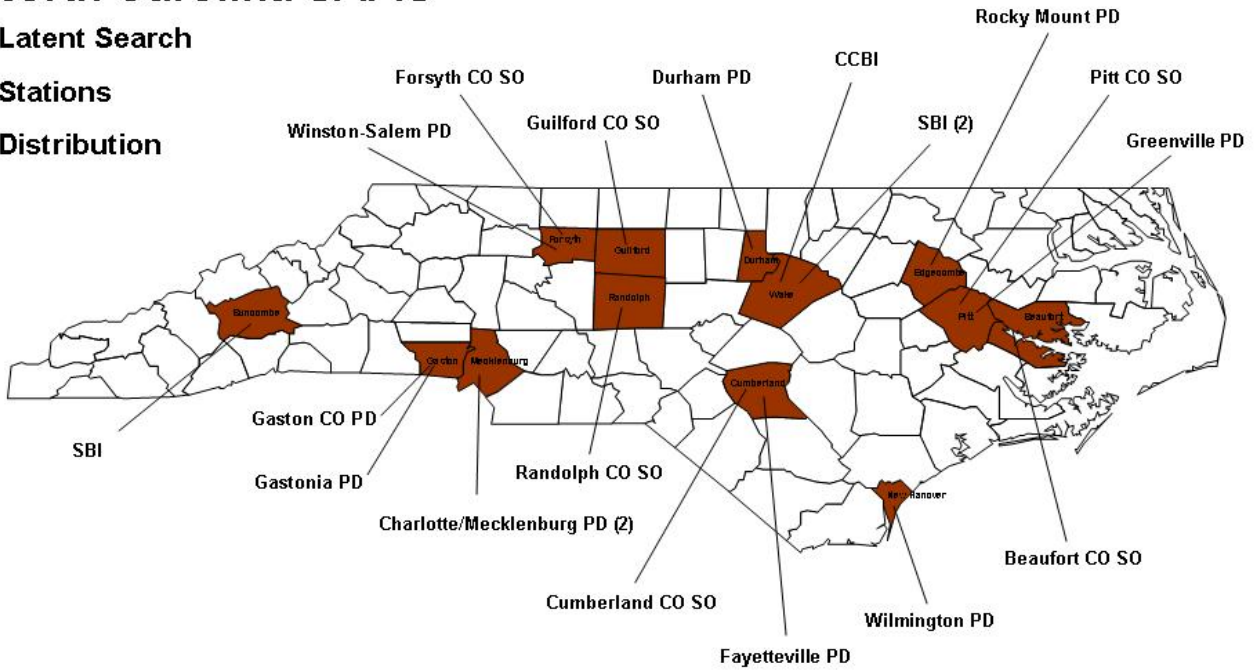 Latent Search
Stations
Distribution
Rocky Mount PD
CCBI
Forsyth CO SO
Durham PD
Pitt CO SO
Winston-Salem PD
Guilford CO SO
SBI (2)
Greenville PD
Forsyth
Guilford
Durham
Edgecombe
Buncombe
Randolph
Wake
Pitt
Beaufort
Gaston
Mecklenburg
Cumberland
Gaston CO PD
SBI
Gastonia PD
Randolph CO SO
New Hanover
Charlotte/Mecklenburg PD (2)
Beaufort CO SO
Cumberland CO SO
Wilmington PD
Fayetteville PD